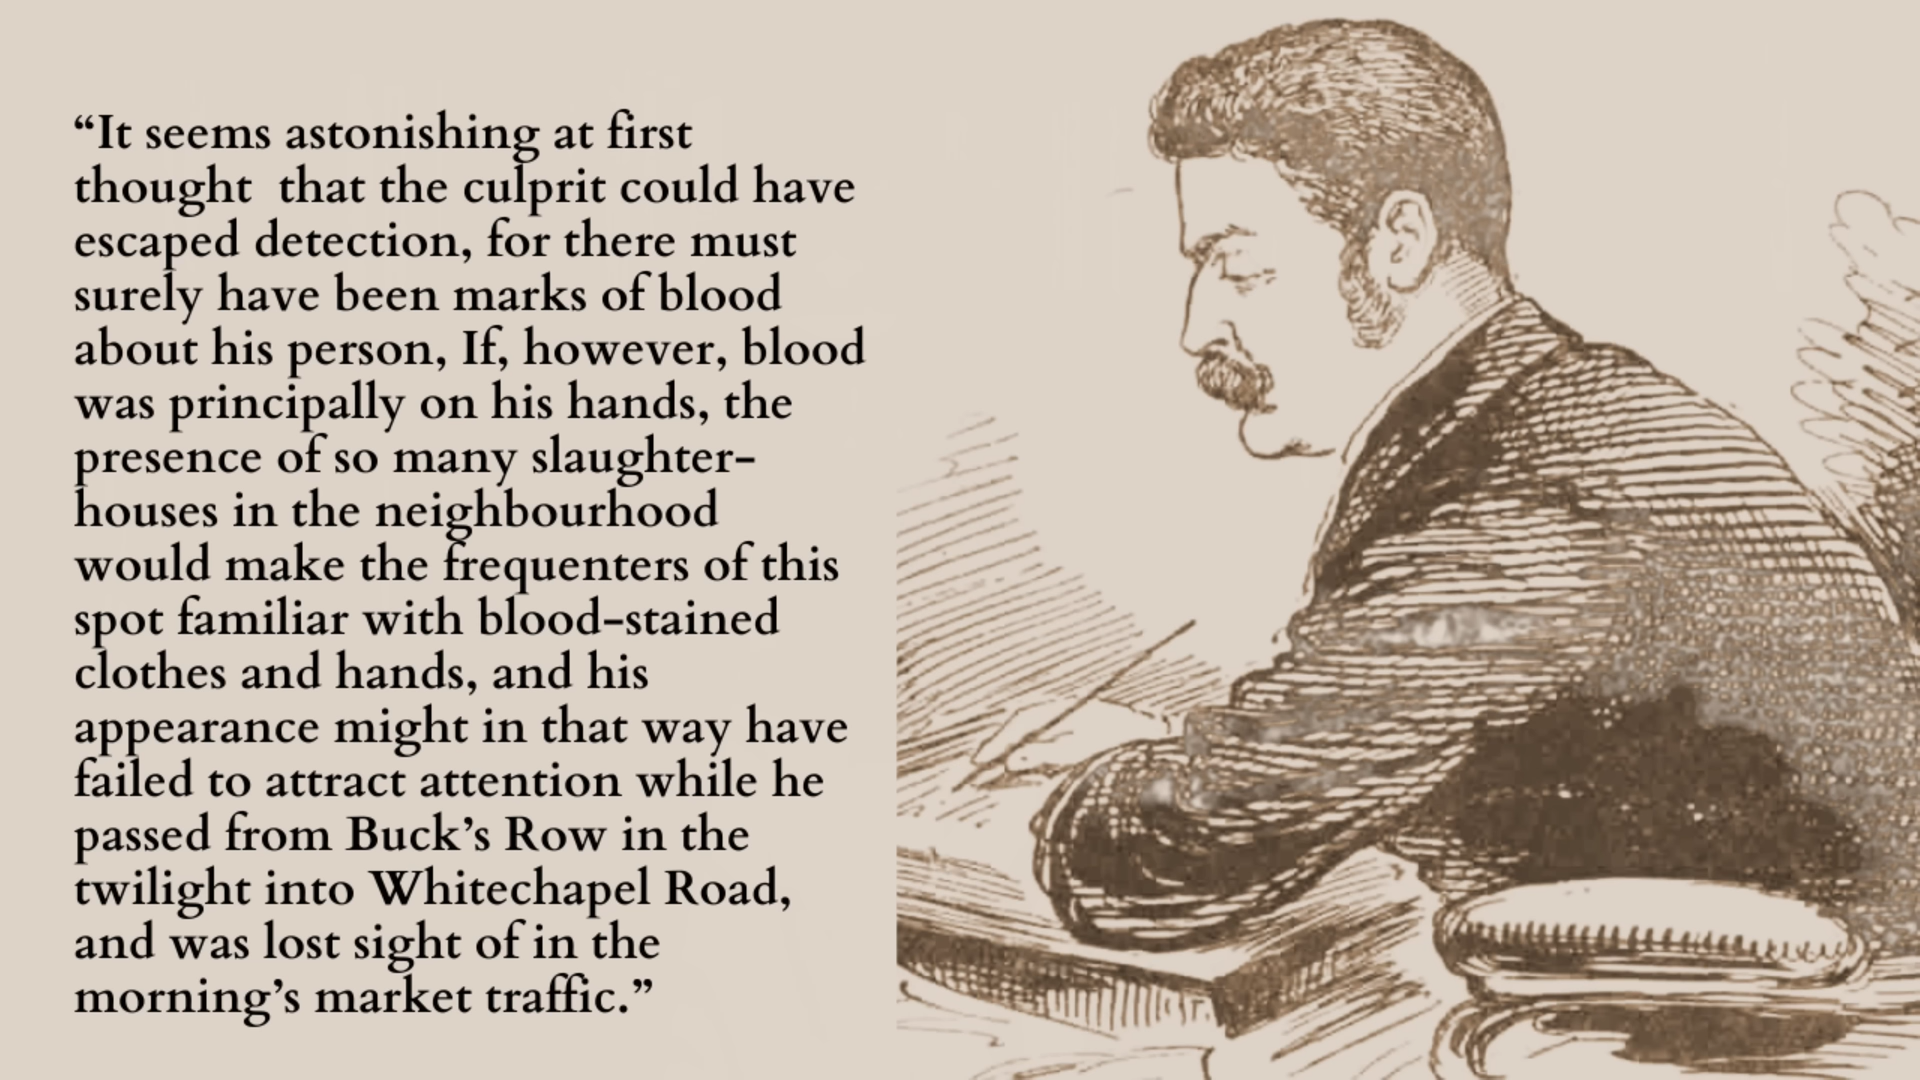 “It seems astonishing at first
thought  that the culprit could have
escaped detection, for there must
surely have been marks of blood
about his person, If, however, blood
was principally on his hands, the
presence of so many slaughter-
houses in the neighbourhood
would make the frequenters of this
spot familiar with blood-stained
clothes and hands, and his
appearance might in that way have
failed to attract attention while he
passed from Buck’s Row in the
twilight into Whitechapel Road,
and was lost sight of in the
morning’s market traffic.”